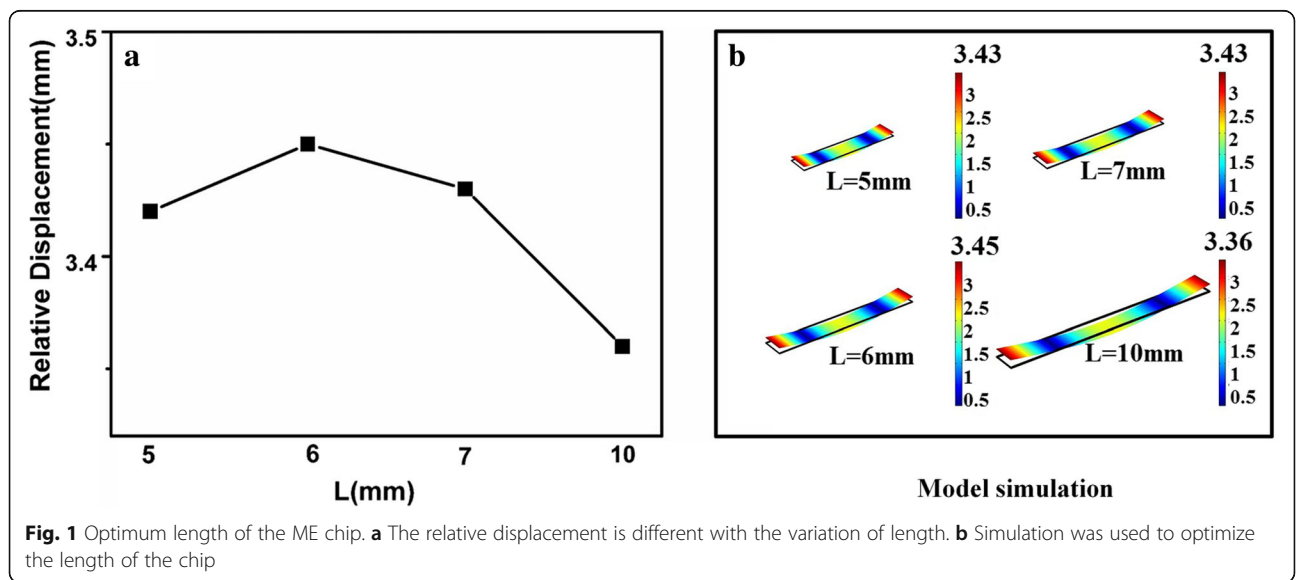 a
3.5
3.4
Relative Displacement(mm)
5 6 7 10
L(mm)
b
3.43
3
2.5
2
1.5
1
0.5
L=5mm
3.43
3
2.5
2
1.5
1
0.5
L=7mm
3.45
3
2.5
2
1.5
1
0.5
L=6mm
3.36
3
2.5
2
1.5
1
0.5
L=10mm
Model simulation
Fig. 1 Optimum length of the ME chip. a The relative displacement is different with the variation of length. b Simulation was used to optimize
the length of the chip